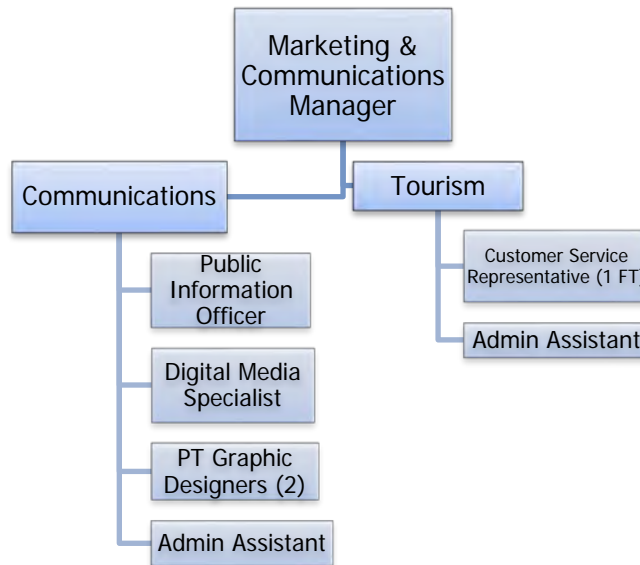 Marketing &
Communications
Manager
Communications
Tourism
Public
Information
Officer
Digital Media
Specialist
PT Graphic
Designers (2)
Admin Assistant
Customer Service
Representative (1 FT)
Admin Assistant